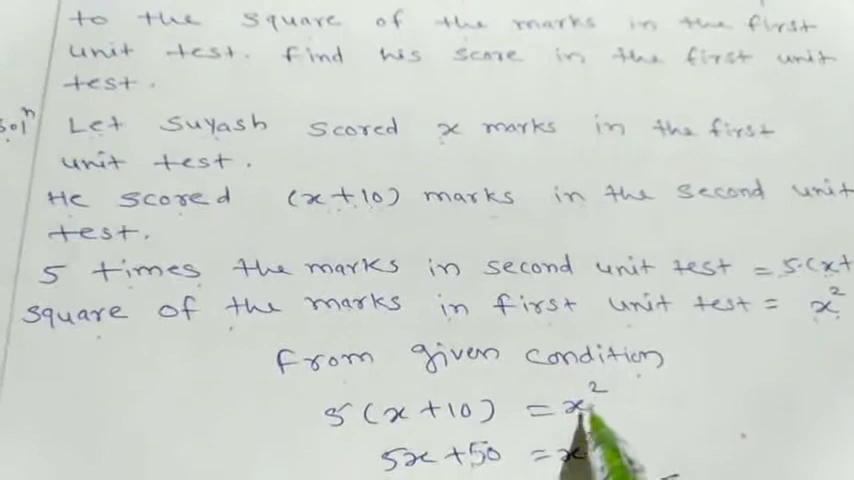 to the square of the marks in the first
unit test. find his score in the first unit
test.
solⁿ Let Suyash scored x marks in the first
unit test.
He scored (x+10) marks in the second unit
test.
5 times the marks in second unit test = 5(x+
square of the marks in first unit test = x²
from given condition
5(x+10) = x²
5x+50 = x